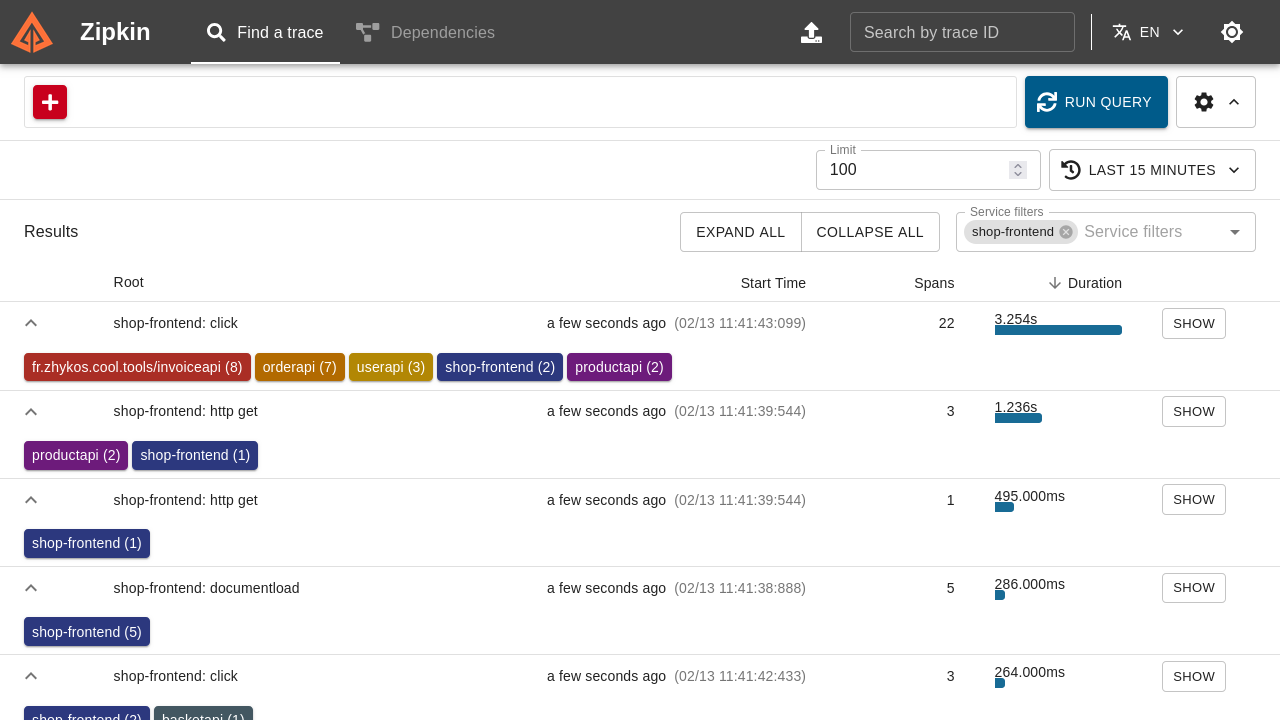 Zipkin
Find a trace
Dependencies
Search by trace ID
EN
RUN QUERY
Limit
100
LAST 15 MINUTES
Results
EXPAND ALL
COLLAPSE ALL
Service filters
shop-frontend
Service filters
Root
Start Time
Spans
Duration
shop-frontend: click
a few seconds ago (02/13 11:41:43:099)
22
3.254s
SHOW
fr.zhykos.cool.tools/invoiceapi (8)
orderapi (7)
userapi (3)
shop-frontend (2)
productapi (2)
shop-frontend: http get
a few seconds ago (02/13 11:41:39:544)
3
1.236s
SHOW
productapi (2)
shop-frontend (1)
shop-frontend: http get
a few seconds ago (02/13 11:41:39:544)
1
495.000ms
SHOW
shop-frontend (1)
shop-frontend: documentload
a few seconds ago (02/13 11:41:38:888)
5
286.000ms
SHOW
shop-frontend (5)
shop-frontend: click
a few seconds ago (02/13 11:41:42:433)
3
264.000ms
SHOW
shop-frontend (2)
basketapi (1)